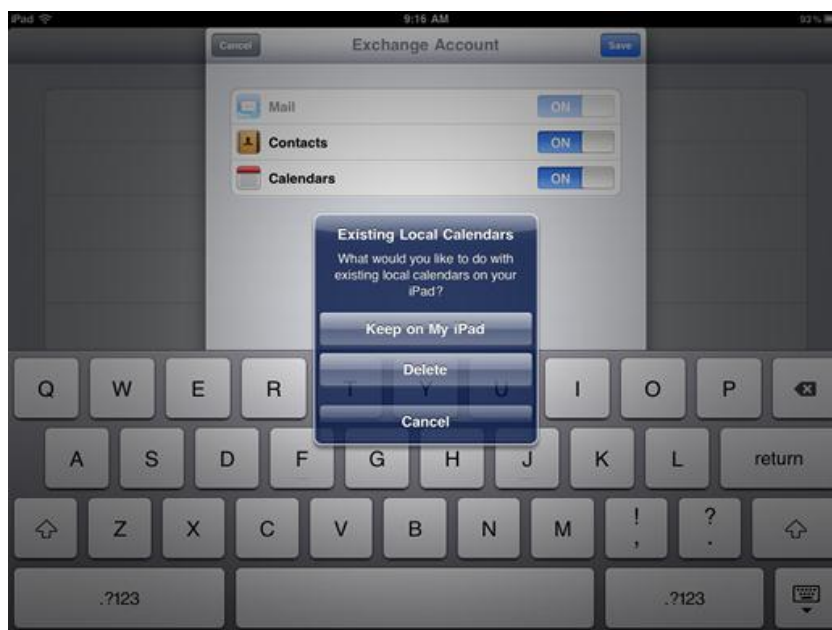 iPad 9:16 AM 93%
Cancel Exchange Account Save
Mail ON
Contacts ON
Calendars ON
Existing Local Calendars
What would you like to do with
existing local calendars on your
iPad?
Keep on My iPad
Delete
Cancel
Q W E R T Y U I O P
A S D F G H J K L return
Z X C V B N M ! , ? .
.?123 .?123